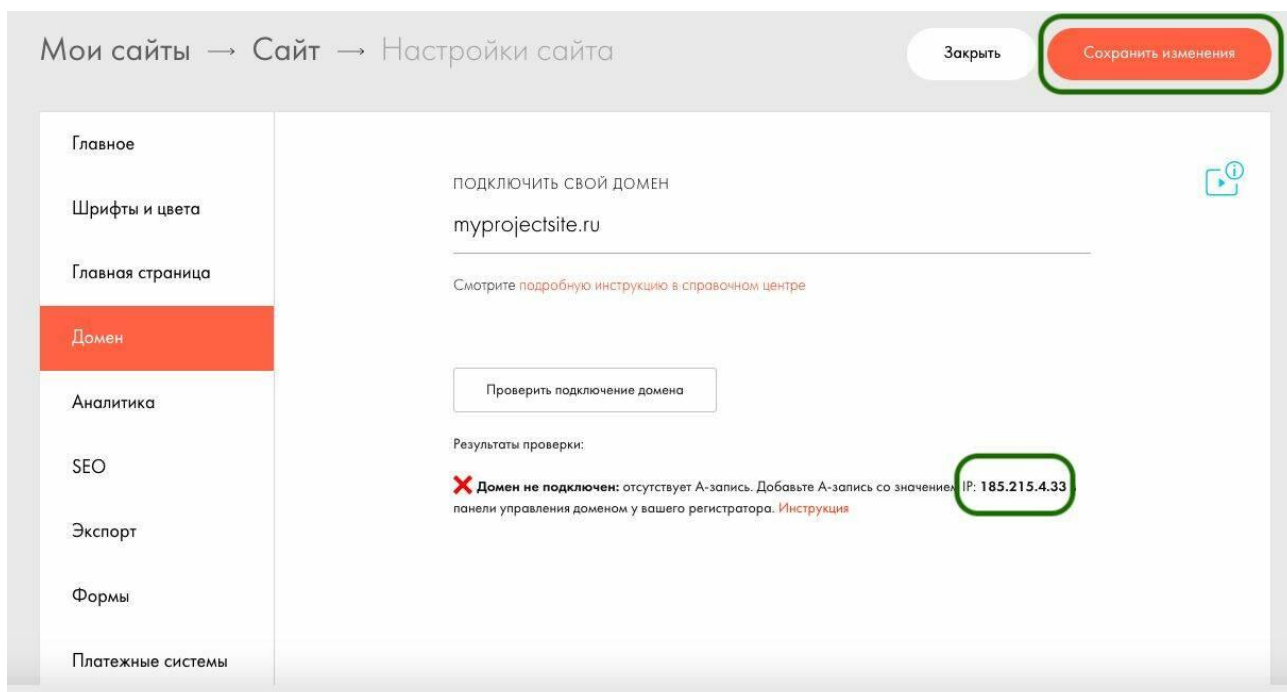 Мои сайты → Сайт → Настройки сайта
Закрыть
Сохранить изменения
Главное
Шрифты и цвета
Главная страница
Домен
Аналитика
SEO
Экспорт
Формы
Платежные системы
ПОДКЛЮЧИТЬ СВОЙ ДОМЕН
myprojectsite.ru
Смотрите подробную инструкцию в справочном центре
Проверить подключение домена
Результаты проверки:
Домен не подключен: отсутствует А-запись. Добавьте А-запись со значением IP: 185.215.4.33
панели управления доменом у вашего регистратора. Инструкция